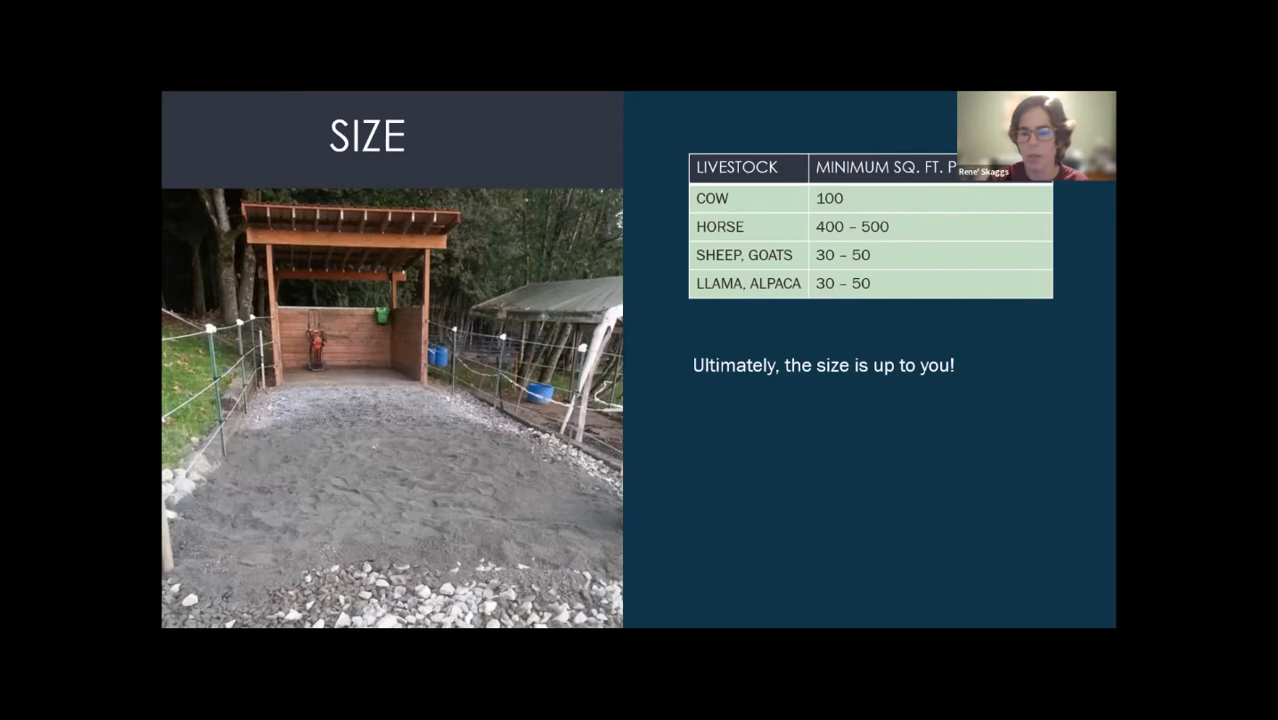 SIZE
LIVESTOCK MINIMUM SQ. FT.
COW 100
HORSE 400 – 500
SHEEP, GOATS 30 – 50
LLAMA, ALPACA 30 – 50
Ultimately, the size is up to you!
Rene' Skaggs